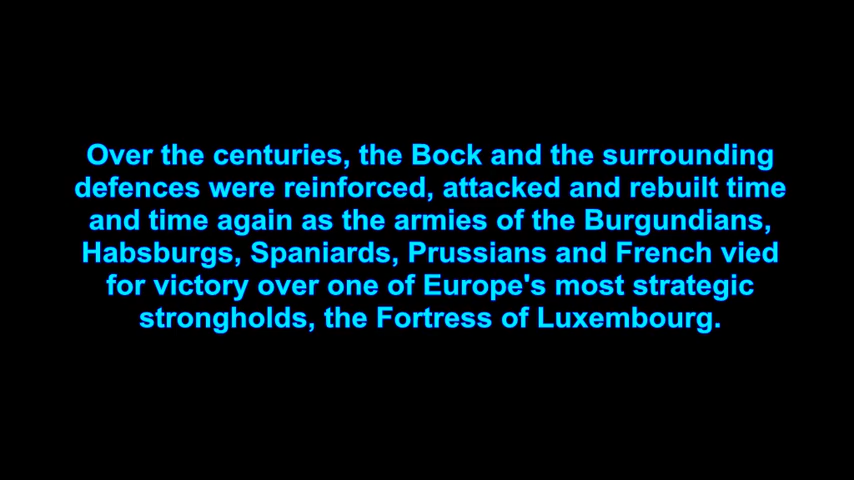 Over the centuries, the Bock and the surrounding
defences were reinforced, attacked and rebuilt time
and time again as the armies of the Burgundians,
Habsburgs, Spaniards, Prussians and French vied
for victory over one of Europe's most strategic
strongholds, the Fortress of Luxembourg.